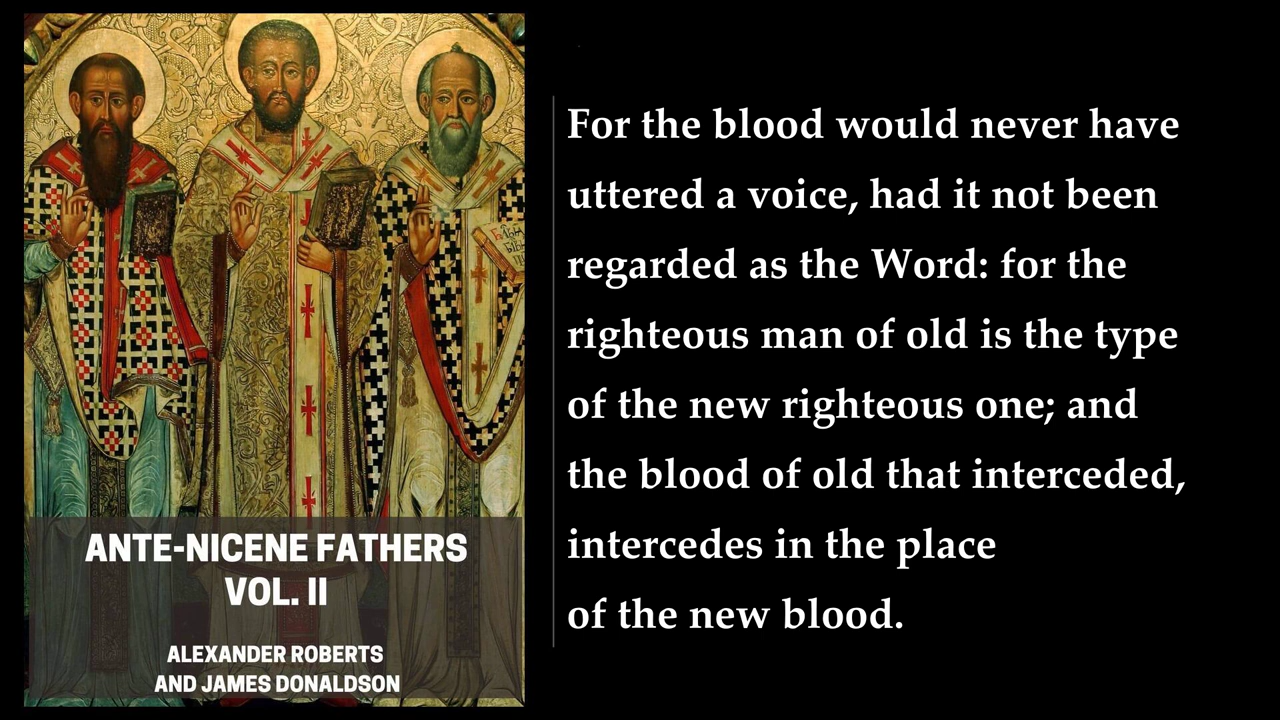 ANTE-NICENE FATHERS
VOL. II
ALEXANDER ROBERTS
AND JAMES DONALDSON
For the blood would never have
uttered a voice, had it not been
regarded as the Word: for the
righteous man of old is the type
of the new righteous one; and
the blood of old that interceded,
intercedes in the place
of the new blood.